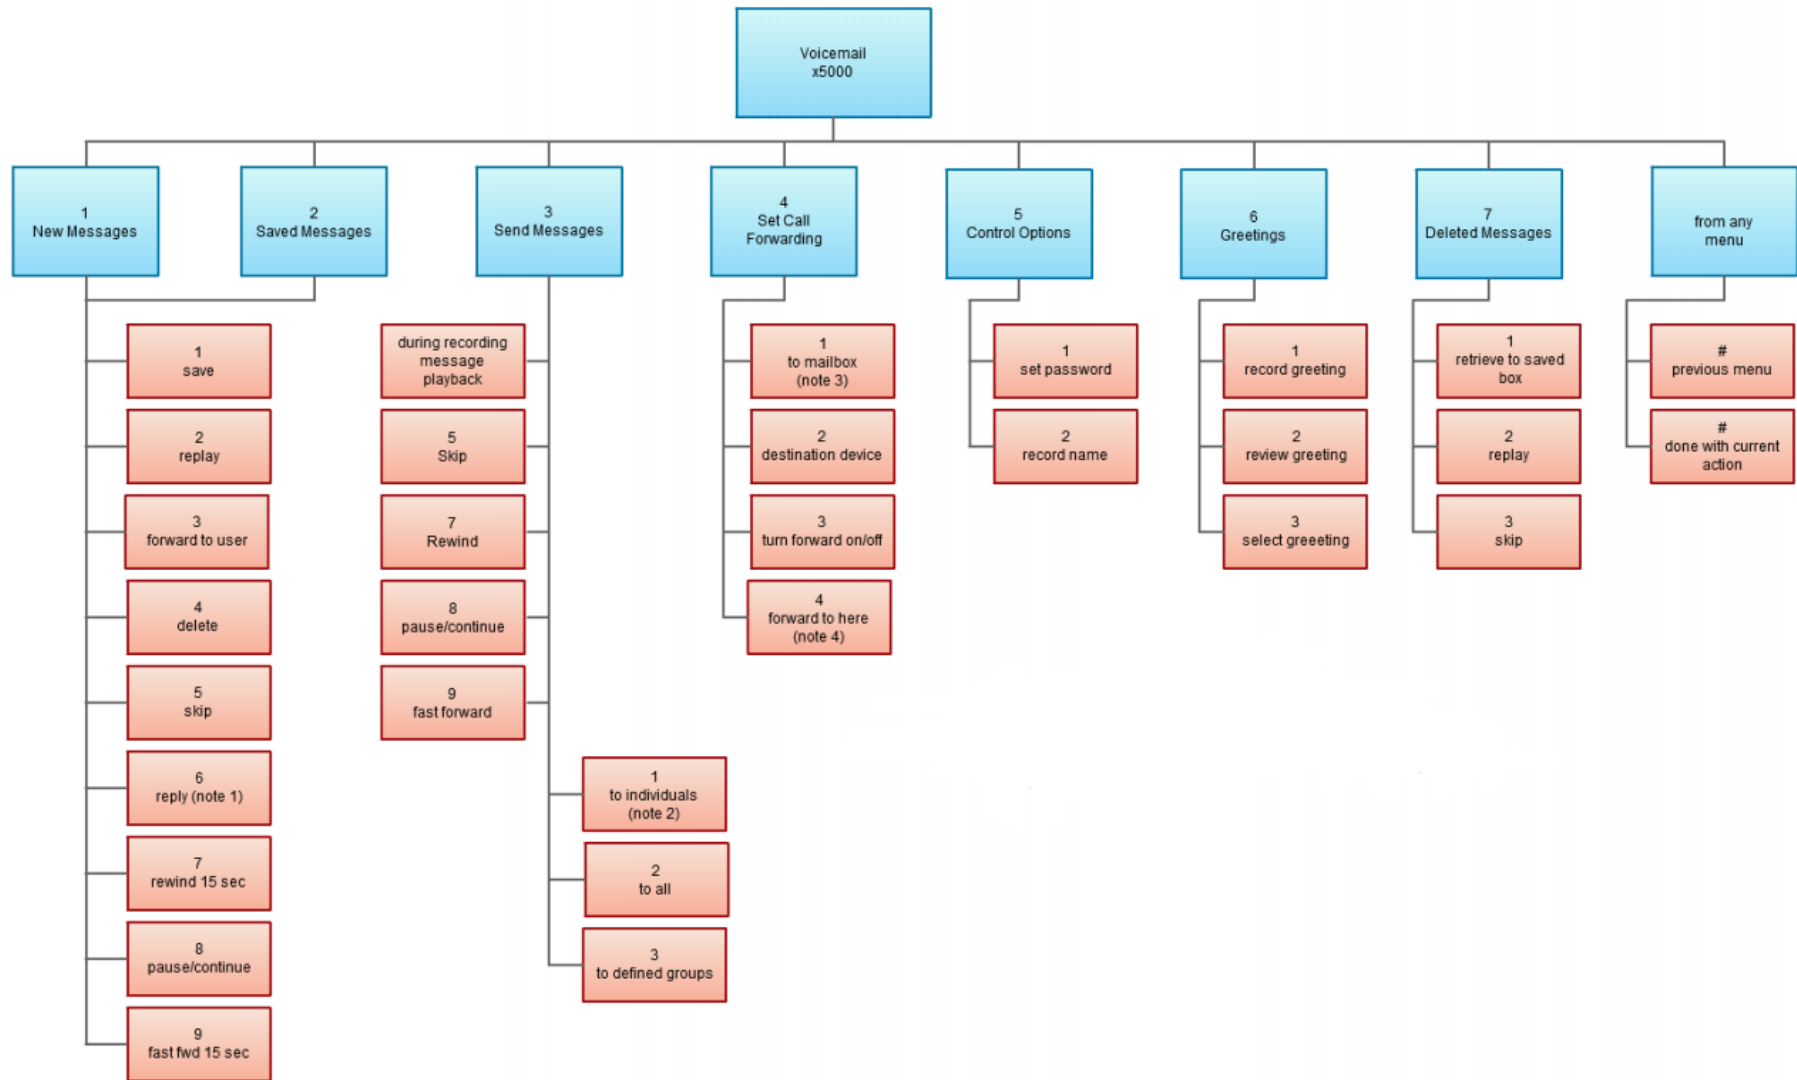 Voicemail
x5000
1
New Messages
2
Saved Messages
3
Send Messages
4
Set Call
Forwarding
5
Control Options
6
Greetings
7
Deleted Messages
from any
menu
1
save
2
replay
3
forward to user
4
delete
5
skip
6
reply (note 1)
7
rewind 15 sec
8
pause/continue
9
fast fwd 15 sec
during recording
message
playback
5
Skip
7
Rewind
8
pause/continue
9
fast forward
1
to individuals
(note 2)
2
to all
3
to defined groups
1
to mailbox
(note 3)
2
destination device
3
turn forward on/off
4
forward to here
(note 4)
1
set password
2
record name
1
record greeting
2
review greeting
3
select greeeting
1
retrieve to saved
box
2
replay
3
skip
#
previous menu
#
done with current
action